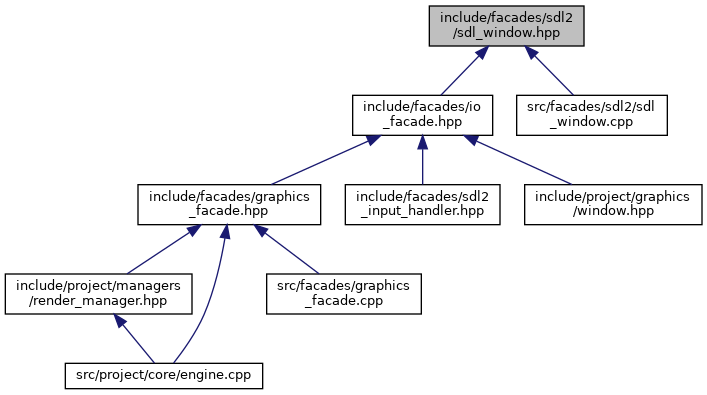 include/facades/sdl2
/sdl_window.hpp
include/facades/io
_facade.hpp
src/facades/sdl2/sdl
_window.cpp
include/facades/graphics
_facade.hpp
include/facades/sdl2
_input_handler.hpp
include/project/graphics
/window.hpp
include/project/managers
/render_manager.hpp
src/facades/graphics
_facade.cpp
src/project/core/engine.cpp